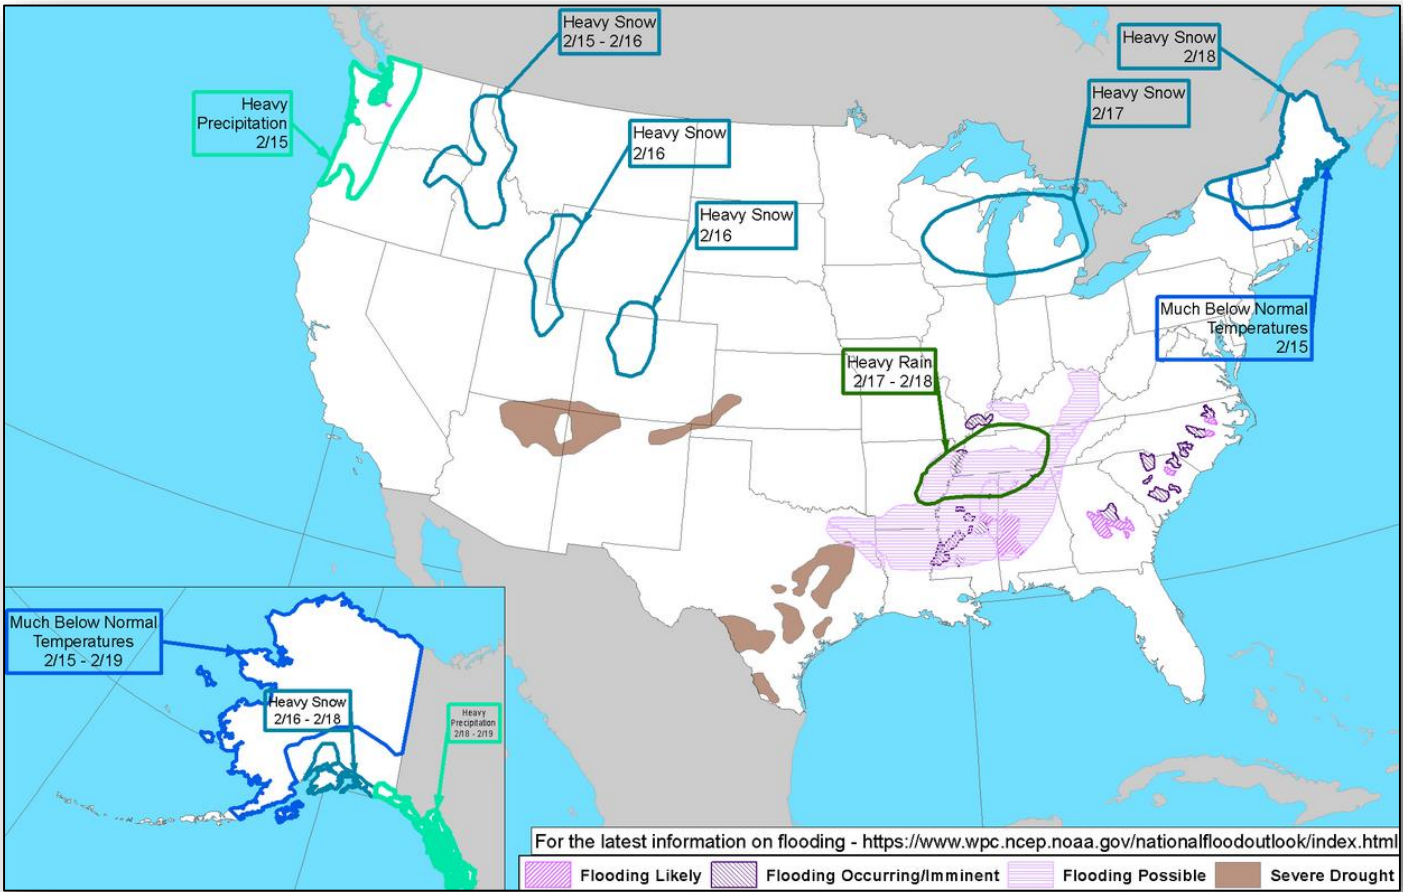 Heavy Snow
2/15 - 2/16
Heavy Snow
2/18
Heavy Snow
2/17
Heavy
Precipitation
2/15
Heavy Snow
2/16
Heavy Snow
2/16
Much Below Normal
Temperatures
2/15
Heavy Rain
2/17 - 2/18
Much Below Normal
Temperatures
2/15 - 2/19
Heavy Snow
2/16 - 2/18
Heavy
Precipitation
2/18 - 2/19
For the latest information on flooding - https://www.wpc.ncep.noaa.gov/nationalfloodoutlook/index.html
Flooding Likely
Flooding Occurring/Imminent
Flooding Possible
Severe Drought